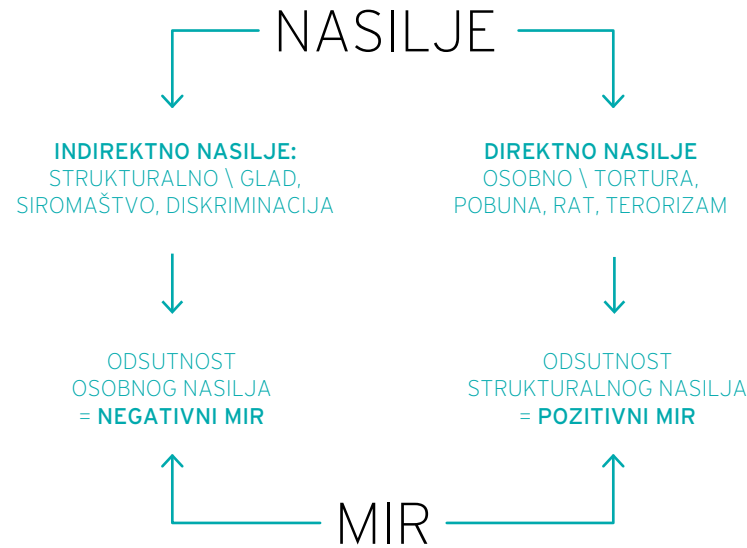 NASILJE
INDIREKTNO NASILJE:
STRUKTURALNO \ GLAD,
SIROMAŠTVO, DISKRIMINACIJA
DIREKTNO NASILJE
OSOBNO \ TORTURA,
POBUNA, RAT, TERORIZAM
ODSUTNOST
OSOBNOG NASILJA
= NEGATIVNI MIR
ODSUTNOST
STRUKTURALNOG NASILJA
= POZITIVNI MIR
MIR